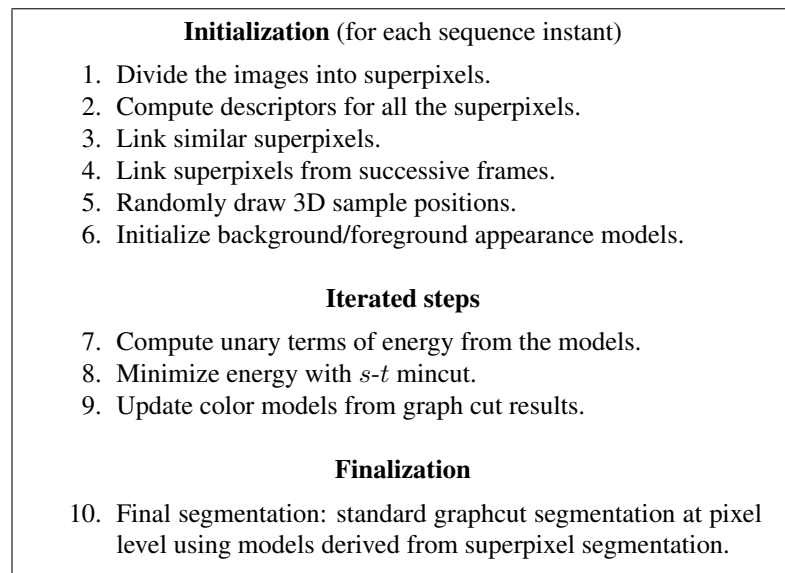 Initialization (for each sequence instant)
1. Divide the images into superpixels.
2. Compute descriptors for all the superpixels.
3. Link similar superpixels.
4. Link superpixels from successive frames.
5. Randomly draw 3D sample positions.
6. Initialize background/foreground appearance models.
Iterated steps
7. Compute unary terms of energy from the models.
8. Minimize energy with s-t mincut.
9. Update color models from graph cut results.
Finalization
10. Final segmentation: standard graphcut segmentation at pixel
level using models derived from superpixel segmentation.